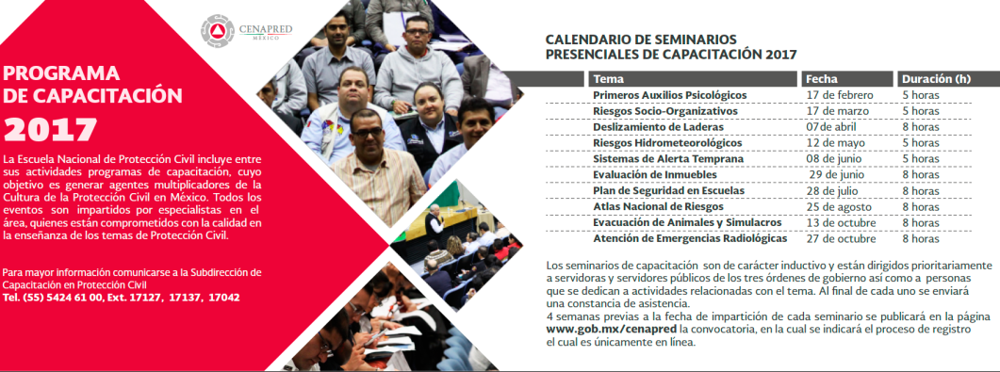 CENAPRED
MÉXICO
PROGRAMA
DE CAPACITACIÓN
2017
La Escuela Nacional de Protección Civil incluye entre
sus actividades programas de capacitación, cuyo
objetivo es generar agentes multiplicadores de la
Cultura de la Protección Civil en México. Todos los
eventos son impartidos por especialistas en el
área, quienes están comprometidos con la calidad en
la enseñanza de los temas de Protección Civil.
Para mayor información comunicarse a la Subdirección de
Capacitación en Protección Civil
Tel. (55) 5424 61 00, Ext. 17127, 17137, 17042
CALENDARIO DE SEMINARIOS
PRESENCIALES DE CAPACITACIÓN 2017
Tema Fecha Duración (h)
Primeros Auxilios Psicológicos 17 de febrero 5 horas
Riesgos Socio-Organizativos 17 de marzo 5 horas
Deslizamiento de Laderas 07de abril 8 horas
Riesgos Hidrometeorológicos 12 de mayo 5 horas
Sistemas de Alerta Temprana 08 de junio 5 horas
Evaluación de Inmuebles 29 de junio 8 horas
Plan de Seguridad en Escuelas 28 de julio 8 horas
Atlas Nacional de Riesgos 25 de agosto 8 horas
Evacuación de Animales y Simulacros 13 de octubre 8 horas
Atención de Emergencias Radiológicas 27 de octubre 8 horas
Los seminarios de capacitación son de carácter inductivo y están dirigidos prioritariamente
a servidoras y servidores públicos de los tres órdenes de gobierno así como a personas
que se dedican a actividades relacionadas con el tema. Al final de cada uno se enviará
una constancia de asistencia.
4 semanas previas a la fecha de impartición de cada seminario se publicará en la página
www.gob.mx/cenapred la convocatoria, en la cual se indicará el proceso de registro
el cual es únicamente en línea.